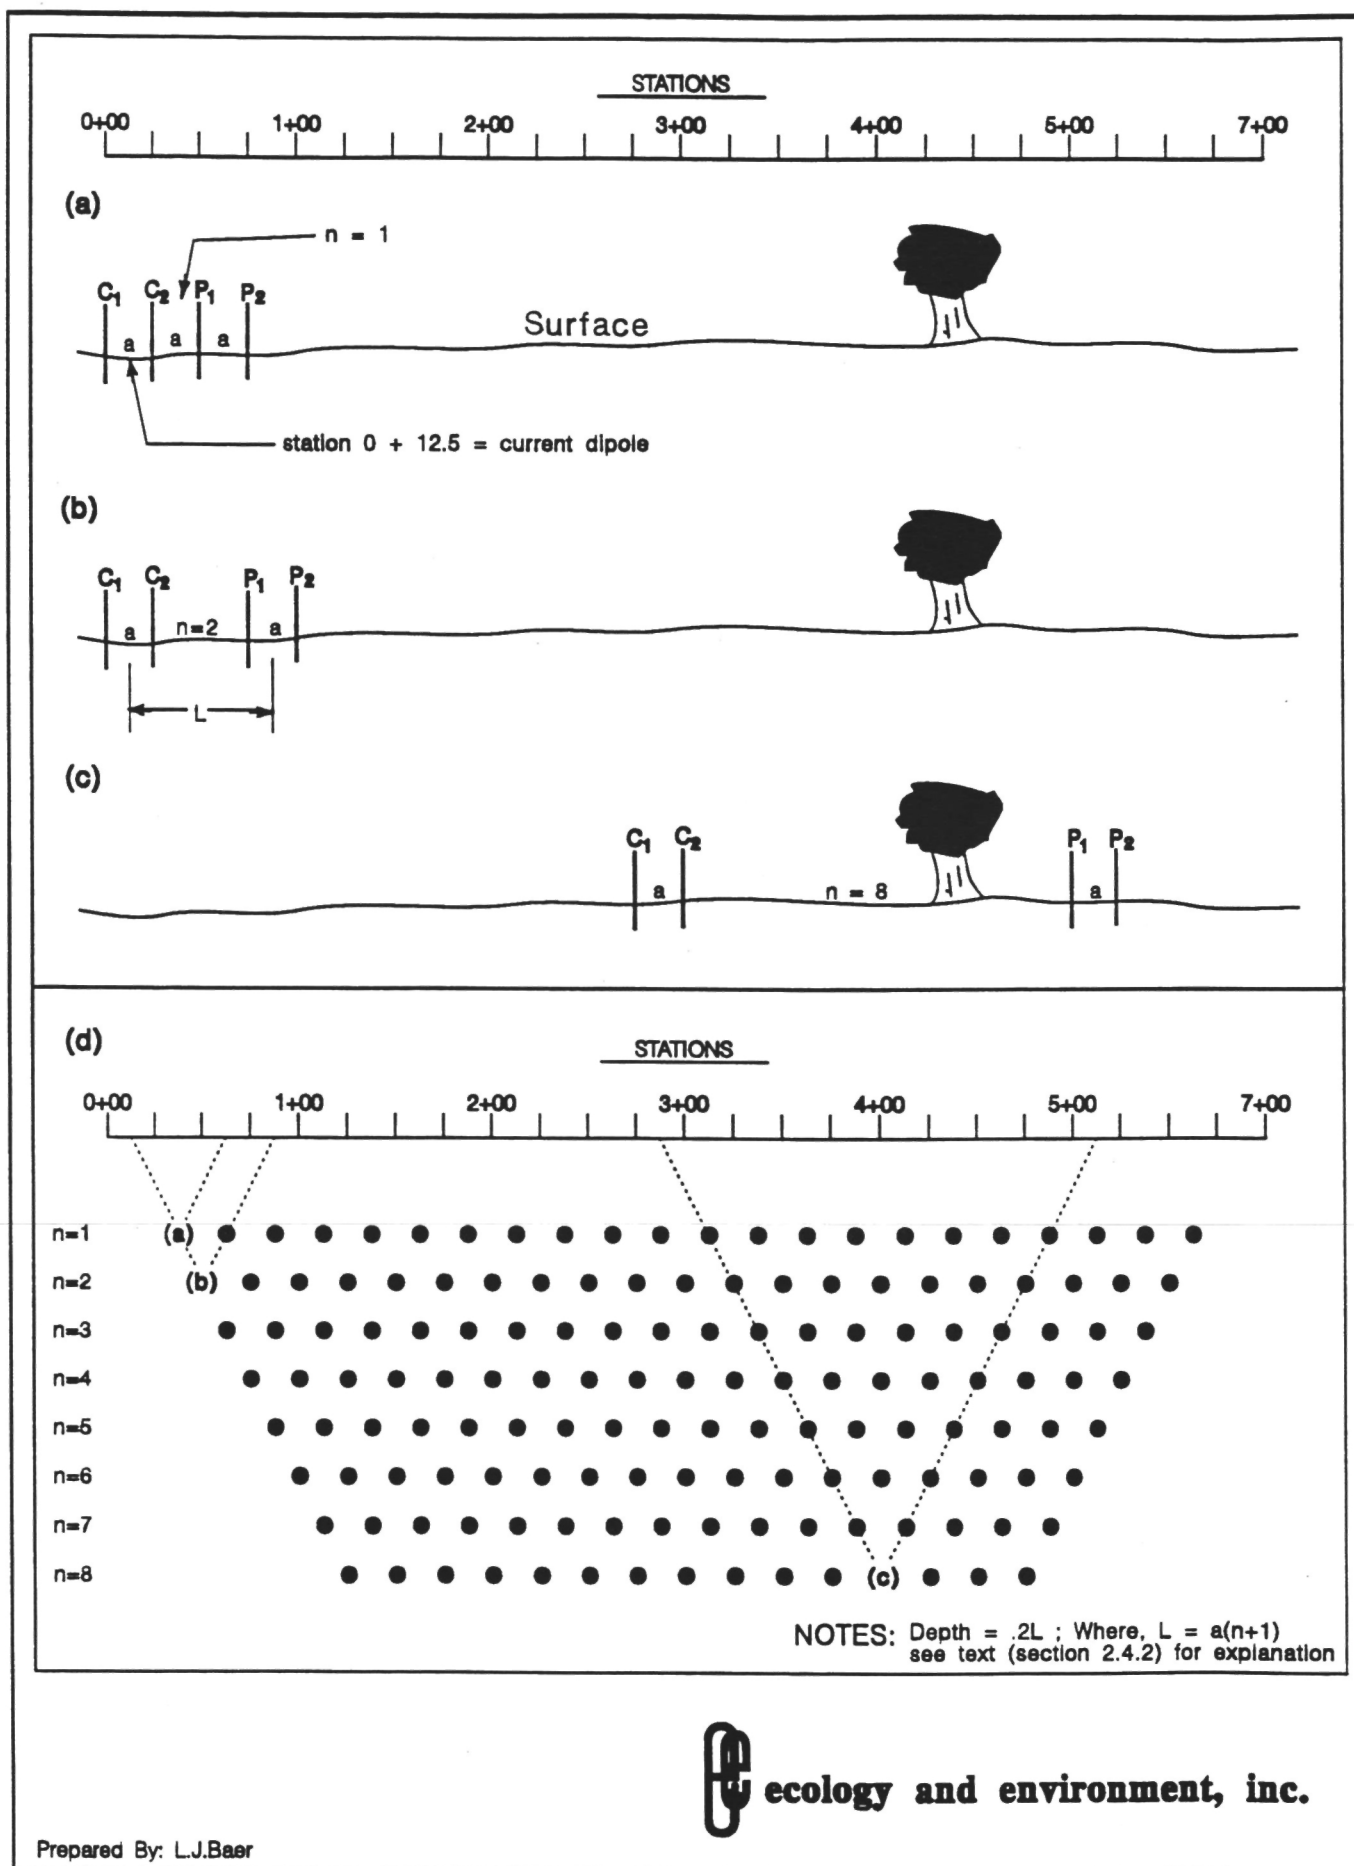 STATIONS
0+00 1+00 2+00 3+00 4+00 5+00 7+00
(a)
n = 1
C1 C2 P1 P2
a a a
Surface
station 0 + 12.5 = current dipole
(b)
C1 C2 P1 P2
a n=2 a
L
(c)
C1 C2 P1 P2
a n = 8 a
(d)
STATIONS
0+00 1+00 2+00 3+00 4+00 5+00 7+00
n=1 (a)
n=2 (b)
n=3
n=4
n=5
n=6
n=7
n=8 (c)
NOTES: Depth = .2L ; Where, L = a(n+1)
see text (section 2.4.2) for explanation
ecology and environment, inc.
Prepared By: L.J.Baer